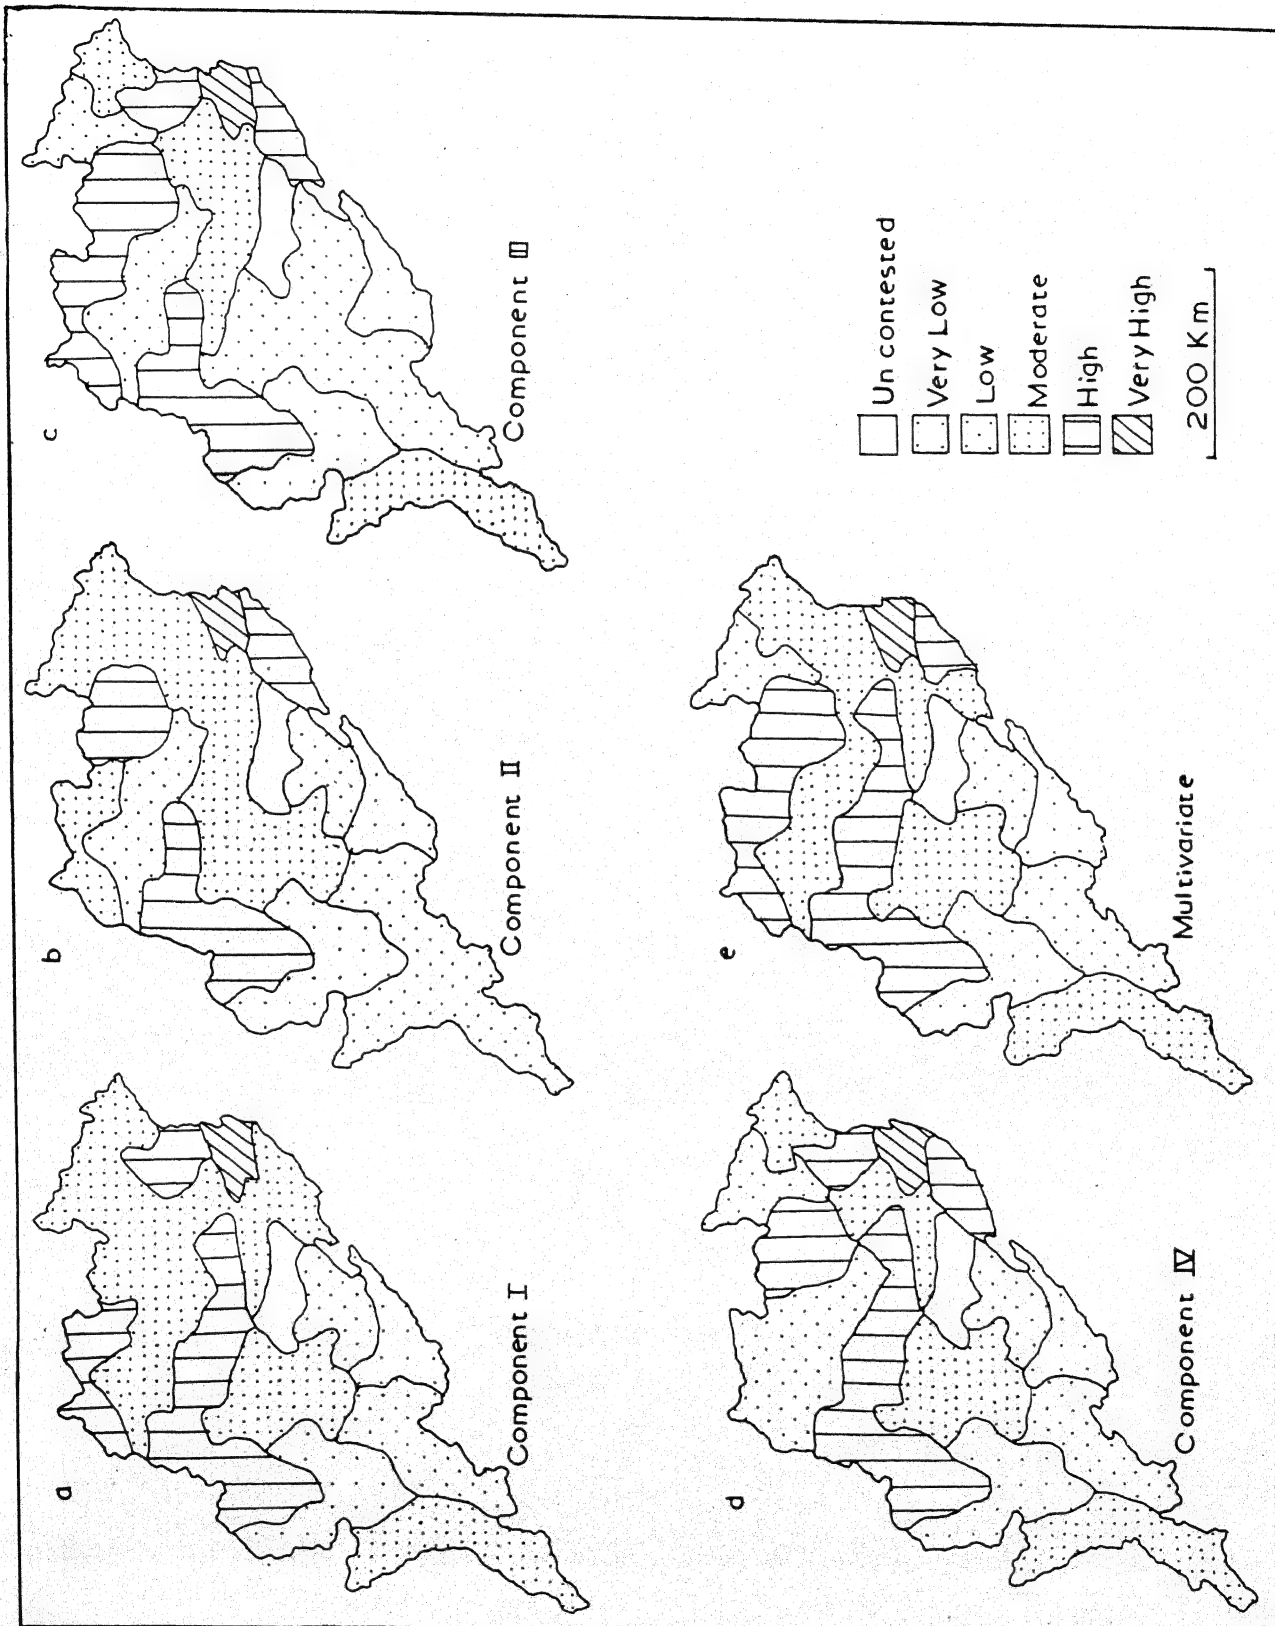 a
Component I
b
Component II
c
Component III
d
Component IV
e
Multivariate
Un contested
Very Low
Low
Moderate
High
Very High
200 Km